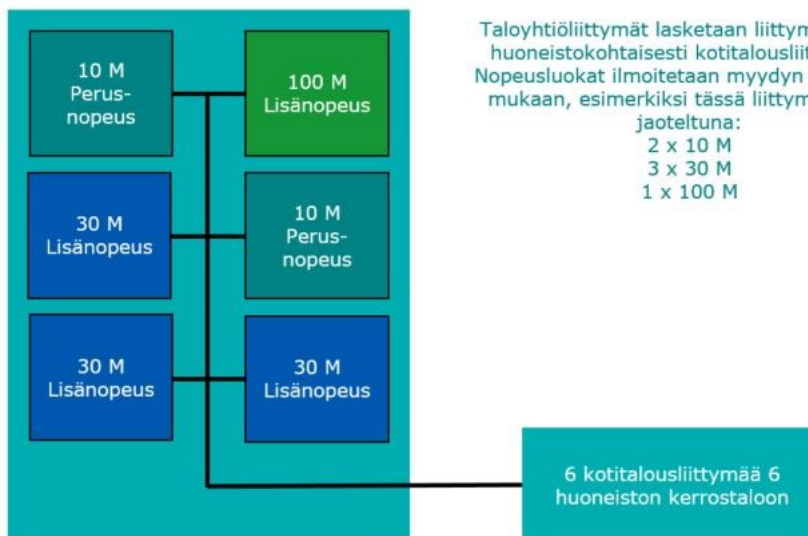 10 M
Perus-
nopeus
100 M
Lisänopeus
30 M
Lisänopeus
10 M
Perus-
nopeus
30 M
Lisänopeus
30 M
Lisänopeus
Taloyhtiöliittymät lasketaan
huoneistokohtaisesti
Nopeusluokat ilmoitetaan myydyn
mukaan, esimerkiksi tässä
jaoteltuna:
2 x 10 M
3 x 30 M
1 x 100 M
6 kotitalousliittymää 6
huoneiston kerrostaloon